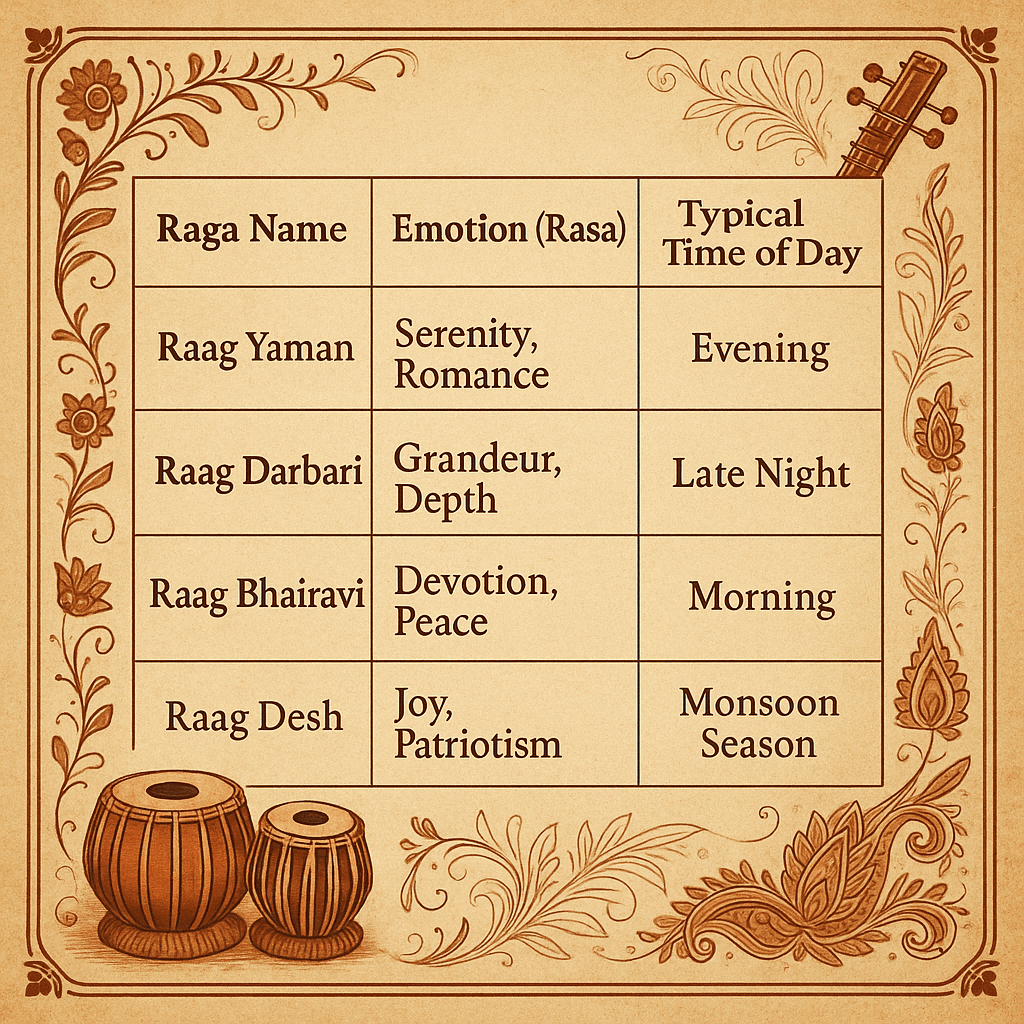 Raga Name
Emotion (Rasa)
Typical
Time of Day
Raag Yaman
Serenity,
Romance
Evening
Raag Darbari
Grandeur,
Depth
Late Night
Raag Bhairavi
Devotion,
Peace
Morning
Raag Desh
Joy,
Patriotism
Monsoon
Season